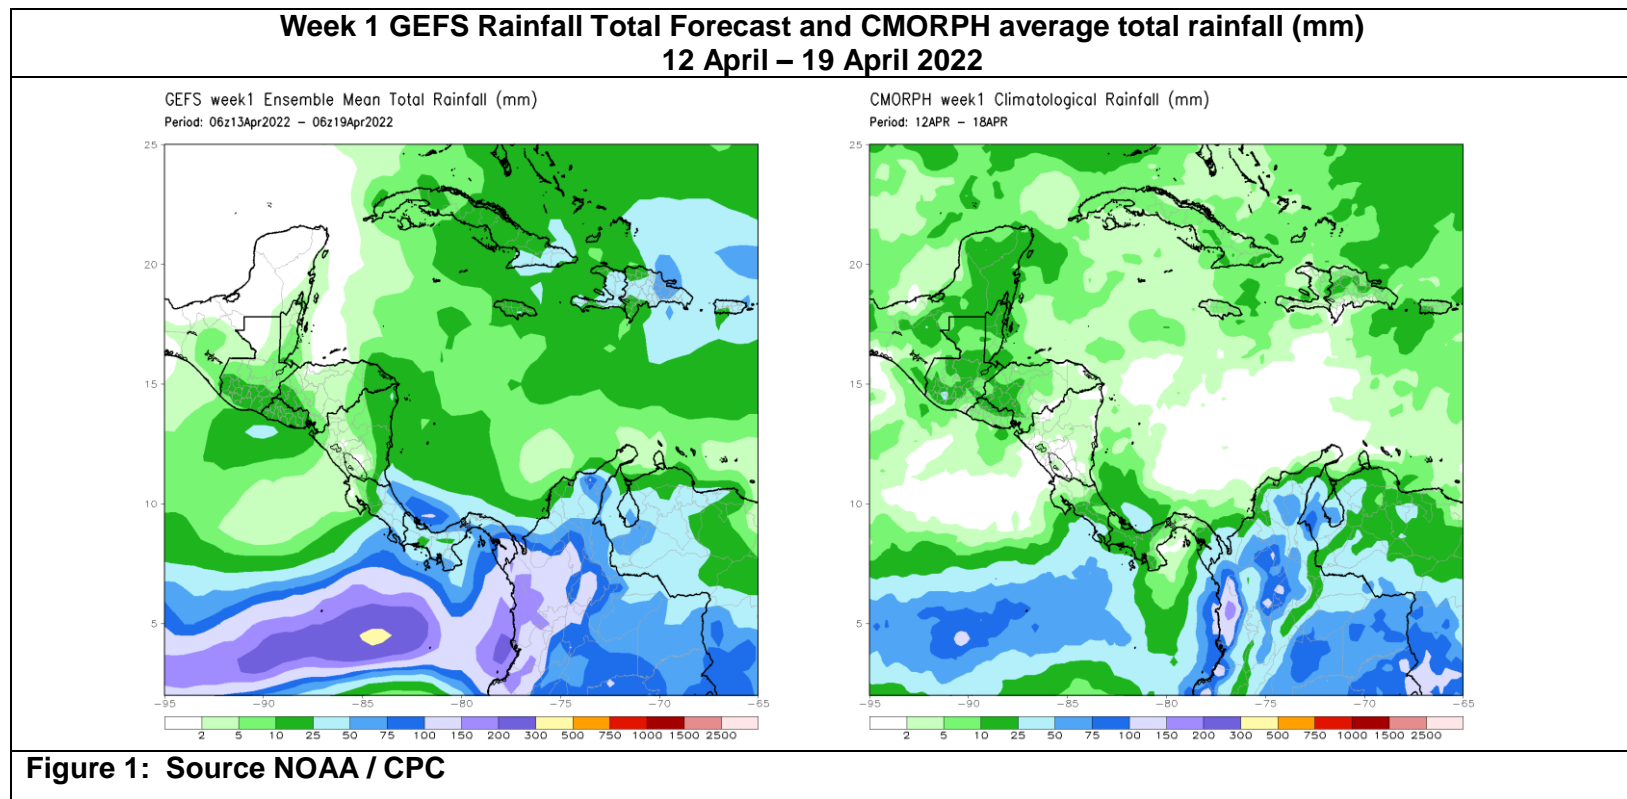 Week 1 GEFS Rainfall Total Forecast and CMORPH average total rainfall (mm)
12 April – 19 April 2022
GEFS week1 Ensemble Mean Total Rainfall (mm)
Period: 06z13Apr2022 – 06z19Apr2022
25
20
15
10
5
-95 -90 -85 -80 -75 -70 -65
2 5 10 25 50 75 100 150 200 300 500 750 1000 1500 2500
CMORPH week1 Climatological Rainfall (mm)
Period: 12APR – 18APR
25
20
15
10
5
-95 -90 -85 -80 -75 -70 -65
2 5 10 25 50 75 100 150 200 300 500 750 1000 1500 2500
Figure 1: Source NOAA / CPC